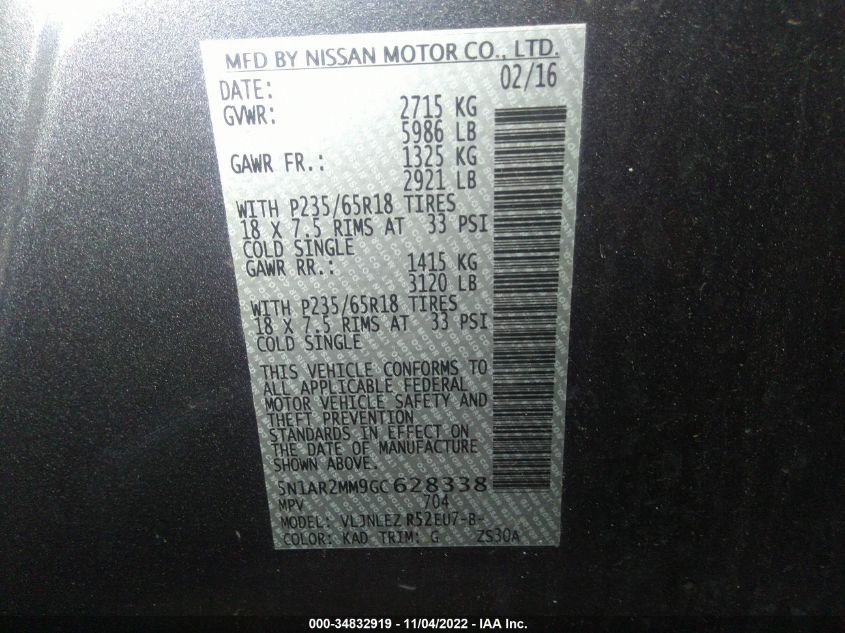 MFD BY NISSAN MOTOR CO., LTD.
DATE: 02/16
GVWR: 2715 KG
5986 LB
GAWR FR.: 1325 KG
2921 LB
WITH P235/65R18 TIRES
18 X 7.5 RIMS AT 33 PSI
COLD SINGLE
GAWR RR.: 1415 KG
3120 LB
WITH P235/65R18 TIRES
18 X 7.5 RIMS AT 33 PSI
COLD SINGLE
THIS VEHICLE CONFORMS TO
ALL APPLICABLE FEDERAL
MOTOR VEHICLE SAFETY AND
THEFT PREVENTION
STANDARDS IN EFFECT ON
THE DATE OF MANUFACTURE
SHOWN ABOVE.
5N1AR2MM9GC628338
MPV 704
MODEL: VLJNLEZ R52EU7-B-
COLOR: KAD TRIM: G ZS30A
000-34832919 - 11/04/2022 - IAA Inc.